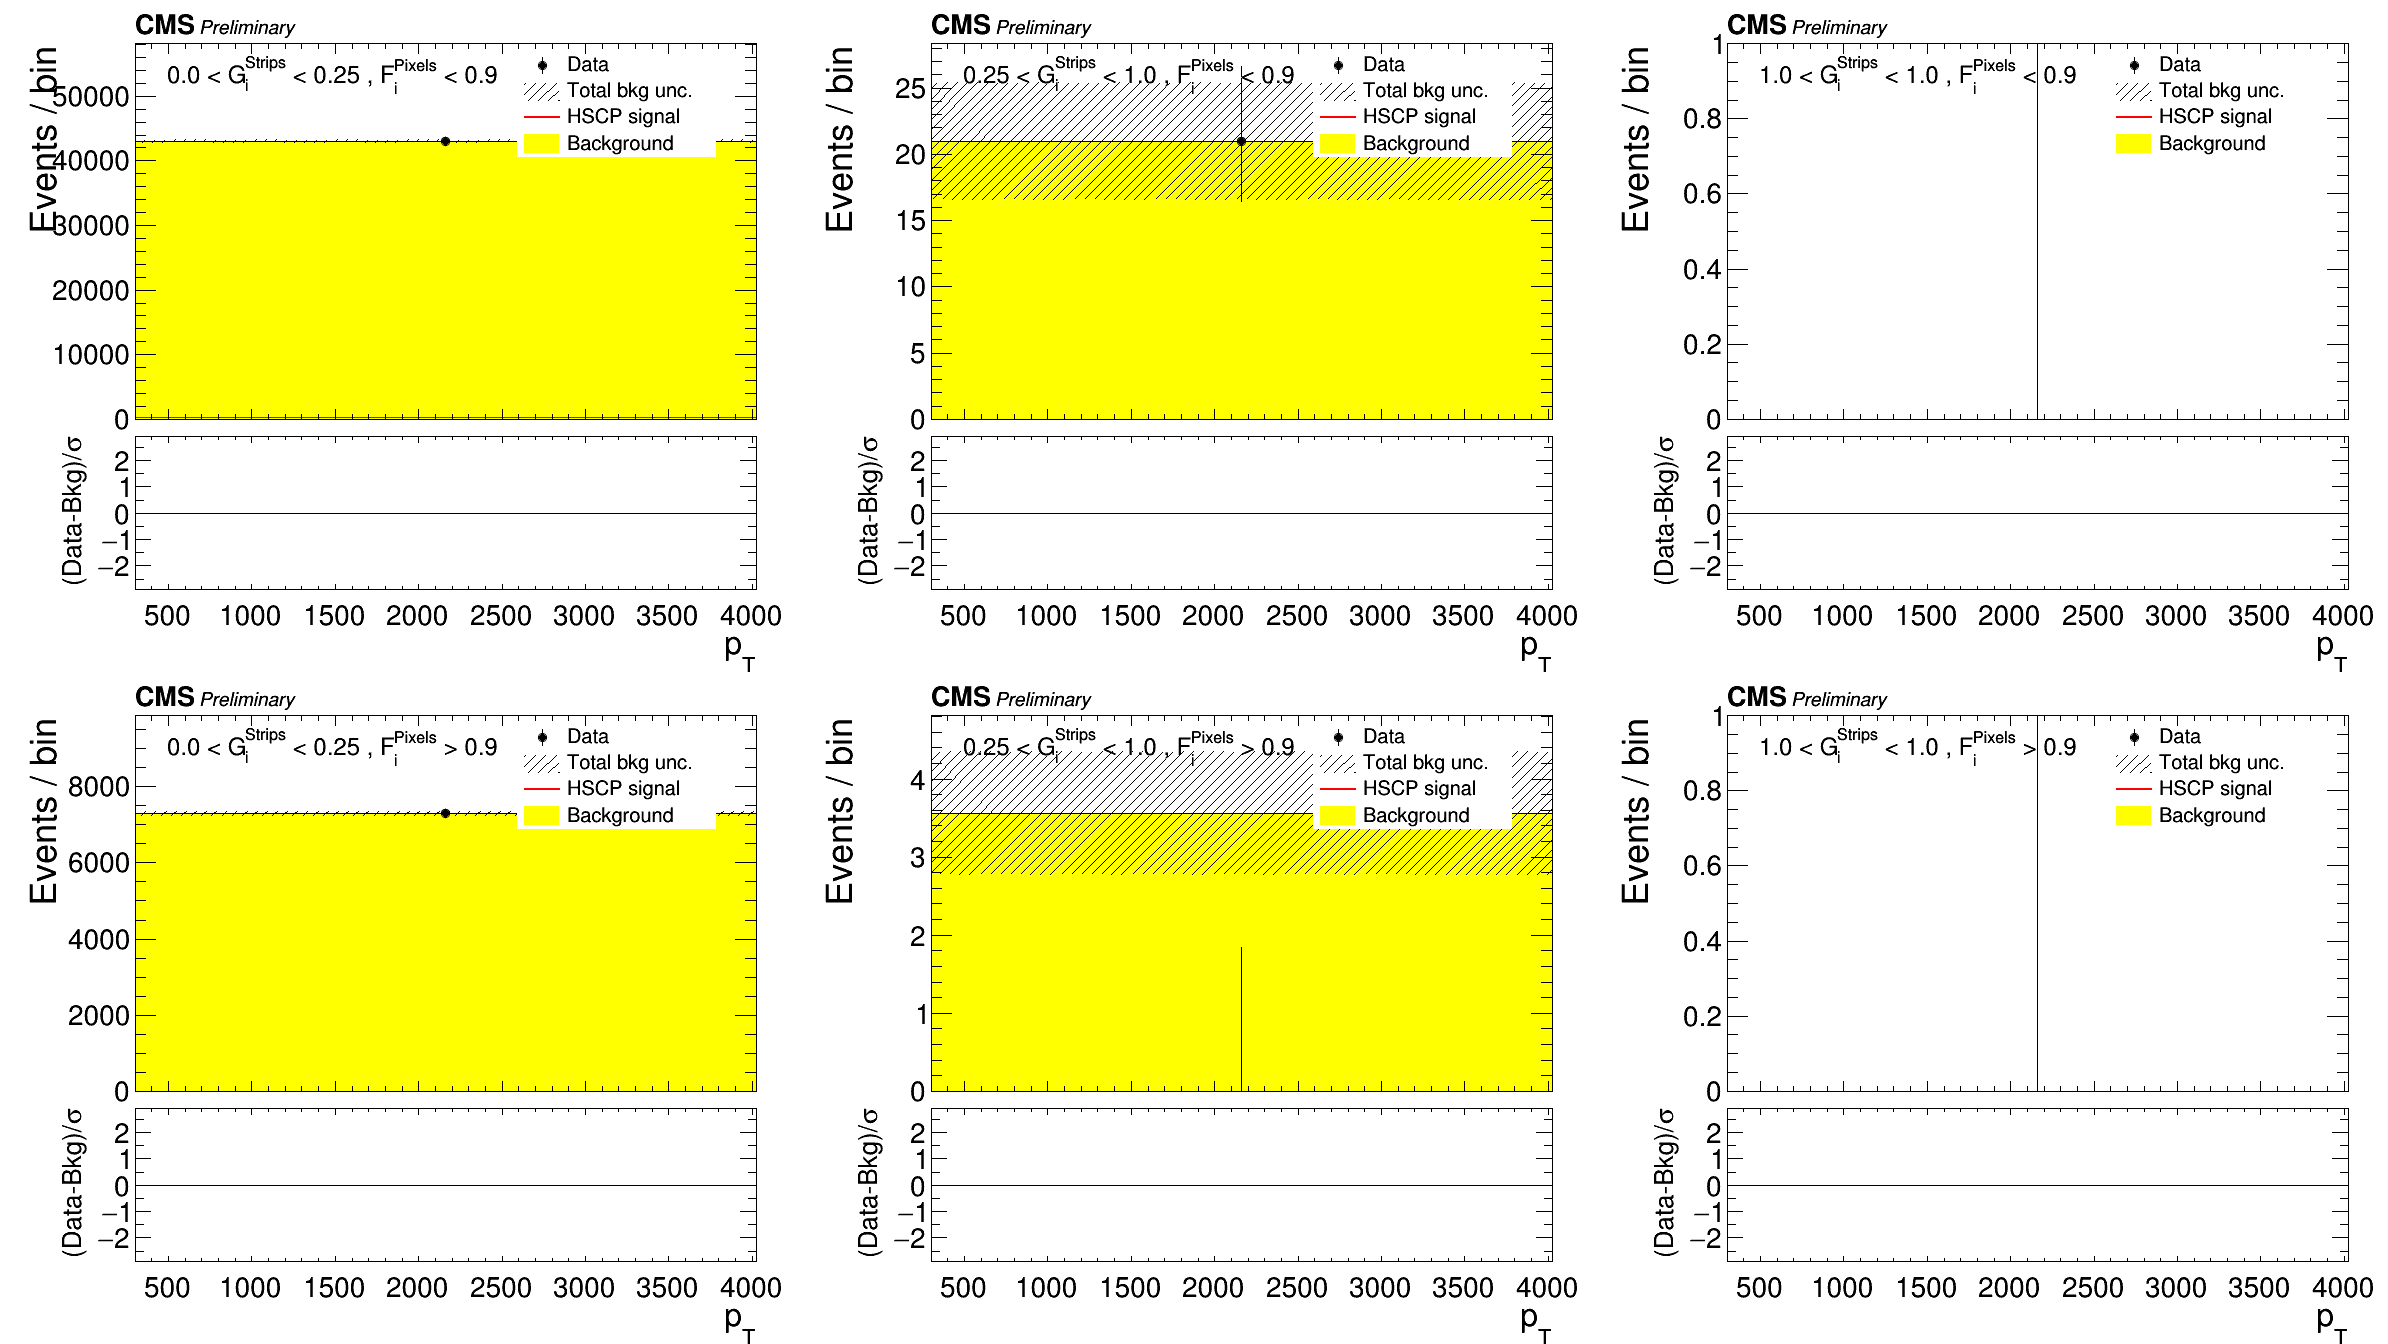 CMS Preliminary
Events / bin
0.0 < G_i^Strips < 0.25 , F_i^Pixels < 0.9
Data
Total bkg unc.
HSCP signal
Background
50000
40000
30000
20000
10000
0
(Data-Bkg)/σ
2
1
0
−1
−2
500 1000 1500 2000 2500 3000 3500 4000
p_T
CMS Preliminary
Events / bin
0.25 < G_i^Strips < 1.0 , F_i^Pixels < 0.9
Data
Total bkg unc.
HSCP signal
Background
25
20
15
10
5
0
(Data-Bkg)/σ
2
1
0
−1
−2
500 1000 1500 2000 2500 3000 3500 4000
p_T
CMS Preliminary
Events / bin
1.0 < G_i^Strips < 1.0 , F_i^Pixels < 0.9
Data
Total bkg unc.
HSCP signal
Background
1
0.8
0.6
0.4
0.2
0
(Data-Bkg)/σ
2
1
0
−1
−2
500 1000 1500 2000 2500 3000 3500 4000
p_T
CMS Preliminary
Events / bin
0.0 < G_i^Strips < 0.25 , F_i^Pixels > 0.9
Data
Total bkg unc.
HSCP signal
Background
8000
6000
4000
2000
0
(Data-Bkg)/σ
2
1
0
−1
−2
500 1000 1500 2000 2500 3000 3500 4000
p_T
CMS Preliminary
Events / bin
0.25 < G_i^Strips < 1.0 , F_i^Pixels > 0.9
Data
Total bkg unc.
HSCP signal
Background
4
3
2
1
0
(Data-Bkg)/σ
2
1
0
−1
−2
500 1000 1500 2000 2500 3000 3500 4000
p_T
CMS Preliminary
Events / bin
1.0 < G_i^Strips < 1.0 , F_i^Pixels > 0.9
Data
Total bkg unc.
HSCP signal
Background
1
0.8
0.6
0.4
0.2
0
(Data-Bkg)/σ
2
1
0
−1
−2
500 1000 1500 2000 2500 3000 3500 4000
p_T